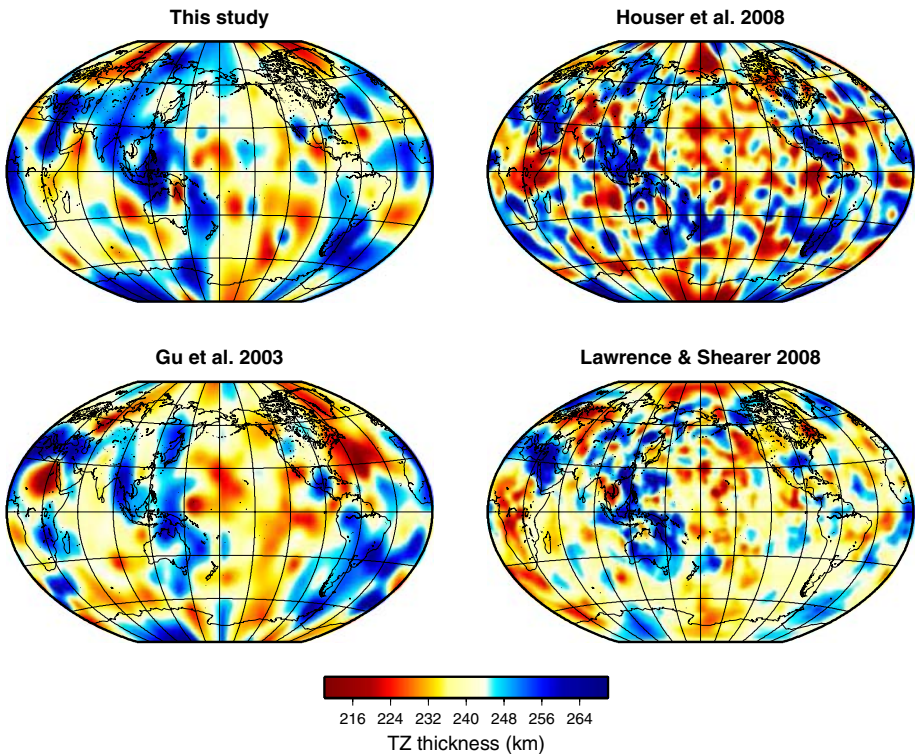 This study
Houser et al. 2008
Gu et al. 2003
Lawrence & Shearer 2008
216 224 232 240 248 256 264
TZ thickness (km)